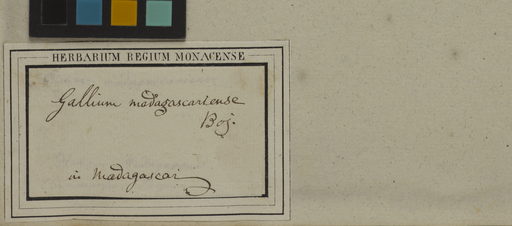 HERBARIUM REGIUM MONACENSE
Gallium madagascariense
Boj.
in Madagascar